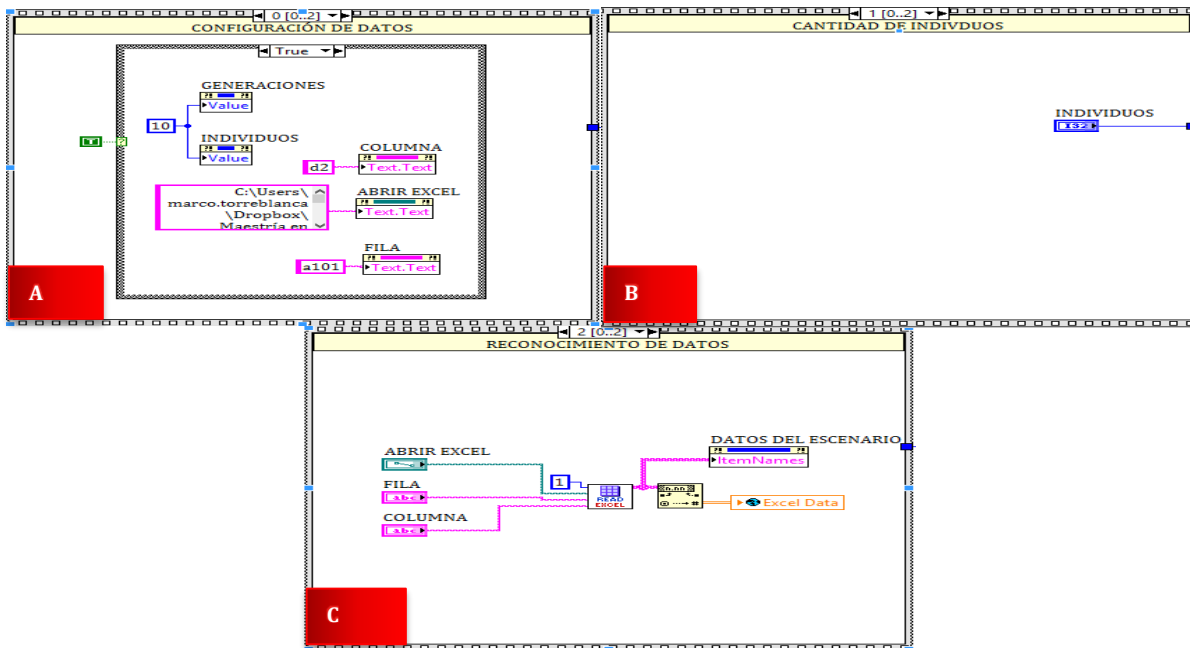 0 [0..2]
CONFIGURACIÓN DE DATOS
True
GENERACIONES
Value
10
INDIVIDUOS
Value
T
?
COLUMNA
d2
Text.Text
C:\Users\
marco.torreblanca
\Dropbox\
Maestría en
ABRIR EXCEL
Text.Text
FILA
a101
Text.Text
A
1 [0..2]
CANTIDAD DE INDIVDUOS
INDIVIDUOS
I32
B
2 [0..2]
RECONOCIMIENTO DE DATOS
DATOS DEL ESCENARIO
ItemNames
ABRIR EXCEL
1
FILA
abc
READ
EXCEL
n.nn
#
Excel Data
COLUMNA
abc
C